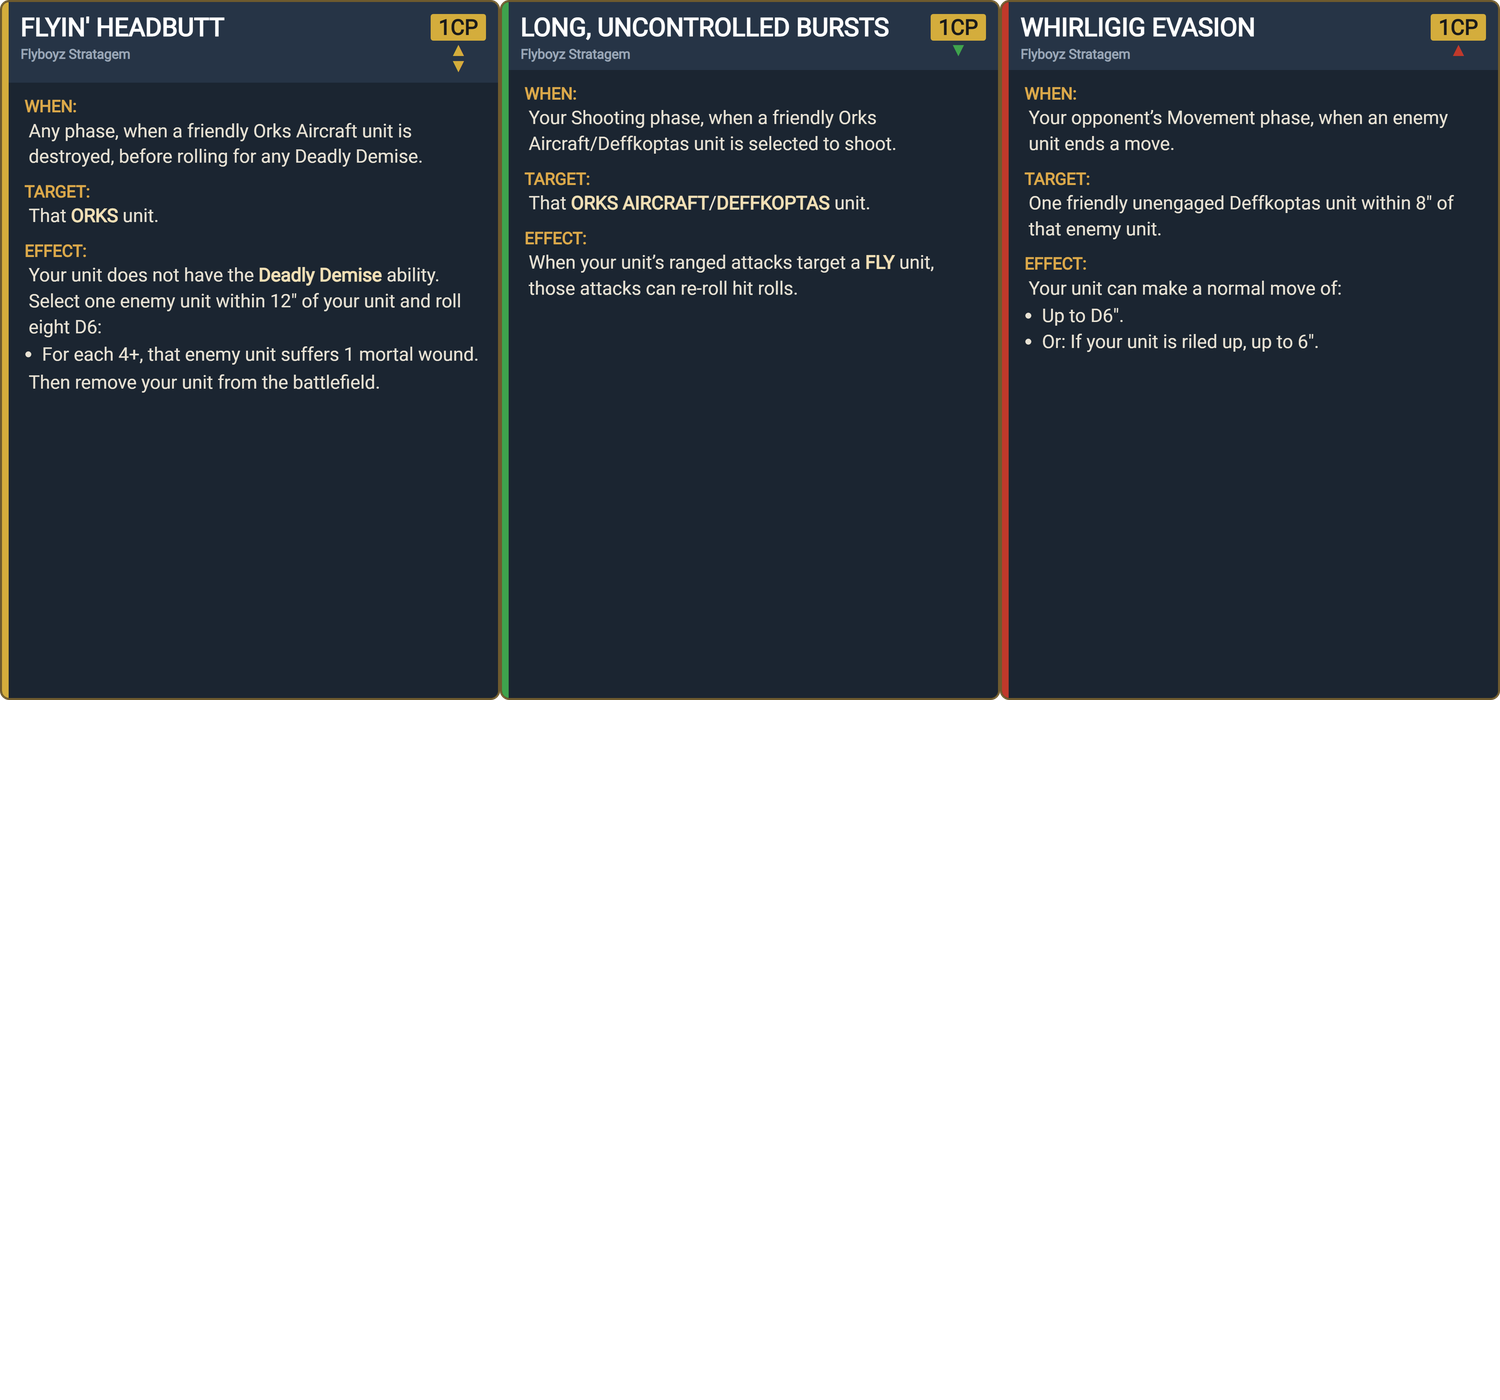 FLYIN' HEADBUTT
1CP
Flyboyz Stratagem
WHEN:
Any phase, when a friendly Orks Aircraft unit is
destroyed, before rolling for any Deadly Demise.
TARGET:
That ORKS unit.
EFFECT:
Your unit does not have the Deadly Demise ability.
Select one enemy unit within 12" of your unit and roll
eight D6:
• For each 4+, that enemy unit suffers 1 mortal wound.
Then remove your unit from the battlefield.
LONG, UNCONTROLLED BURSTS
1CP
Flyboyz Stratagem
WHEN:
Your Shooting phase, when a friendly Orks
Aircraft/Deffkoptas unit is selected to shoot.
TARGET:
That ORKS AIRCRAFT/DEFFKOPTAS unit.
EFFECT:
When your unit’s ranged attacks target a FLY unit,
those attacks can re-roll hit rolls.
WHIRLIGIG EVASION
1CP
Flyboyz Stratagem
WHEN:
Your opponent’s Movement phase, when an enemy
unit ends a move.
TARGET:
One friendly unengaged Deffkoptas unit within 8" of
that enemy unit.
EFFECT:
Your unit can make a normal move of:
• Up to D6".
• Or: If your unit is riled up, up to 6".